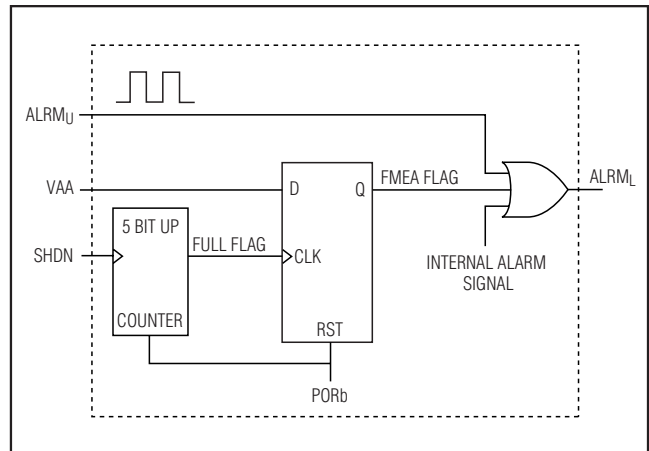 ALRMU
VAA
D
Q
FMEA FLAG
ALRML
5 BIT UP
FULL FLAG
SHDN
CLK
INTERNAL ALARM
SIGNAL
COUNTER
RST
PORb